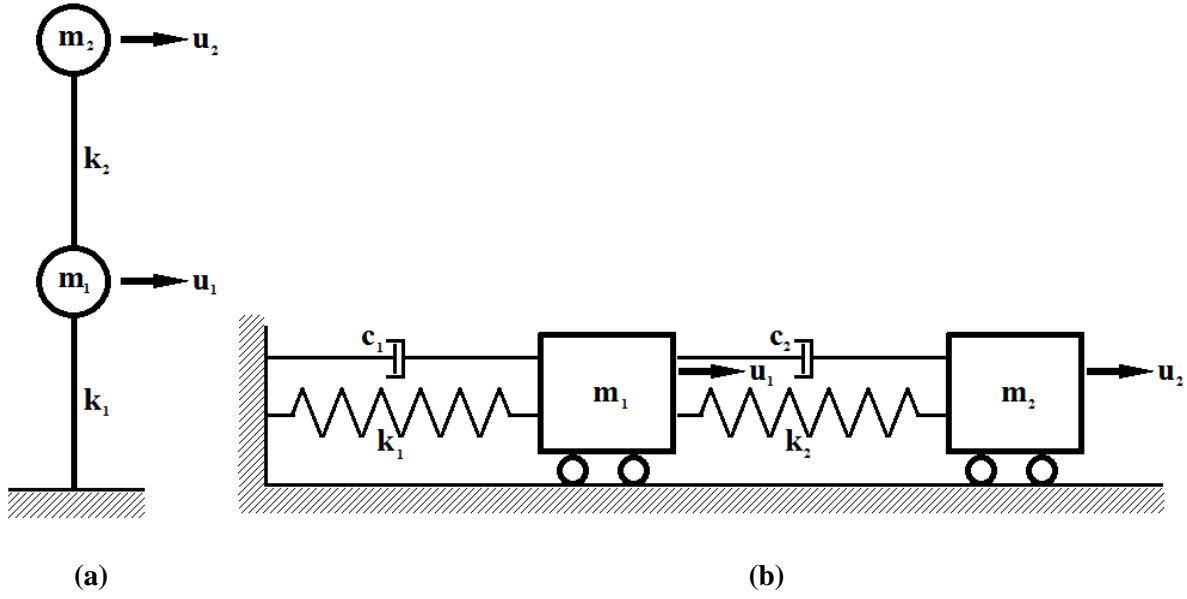 m₂ u₂
k₂
m₁ u₁
k₁
c₁
k₁
m₁
u₁
c₂
k₂
m₂
u₂
(a) (b)